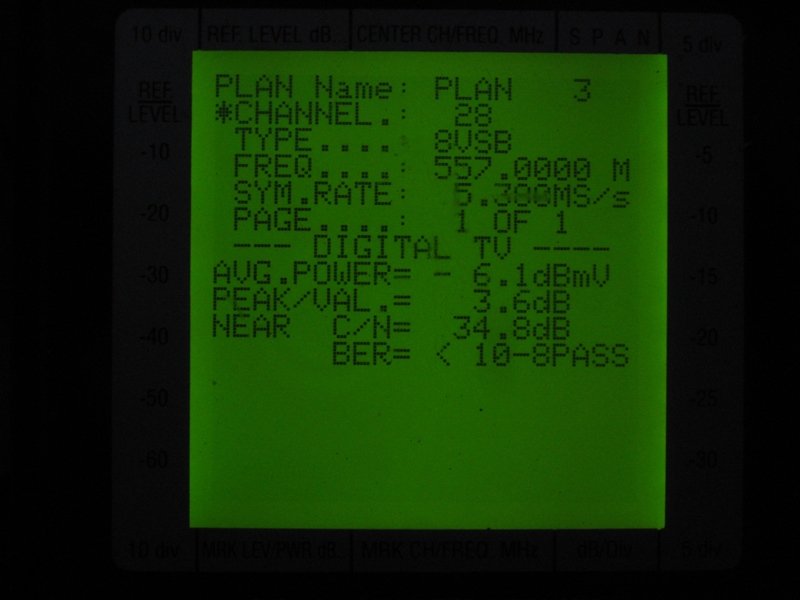 10 div REF. LEVEL dB... CENTER CH/FREQ. MHz S P A N 5 div
REF. LEVEL REF. LEVEL
PLAN Name: PLAN 3
*CHANNEL.: 28
TYPE....: 8VSB
FREQ....: 557.0000 M
SYM.RATE: 5.380MS/s
PAGE....: 1 OF 1
--- DIGITAL TV ----
AVG.POWER= - 6.1dBmV
PEAK/VAL.= 3.6dB
NEAR C/N= 34.8dB
BER= < 10-8PASS
-10 -5
-20 -10
-30 -15
-40 -20
-50 -25
-60 -30
10 div MRK LEV/PWR dB... MRK CH/FREQ. MHz dB/Div 5 div